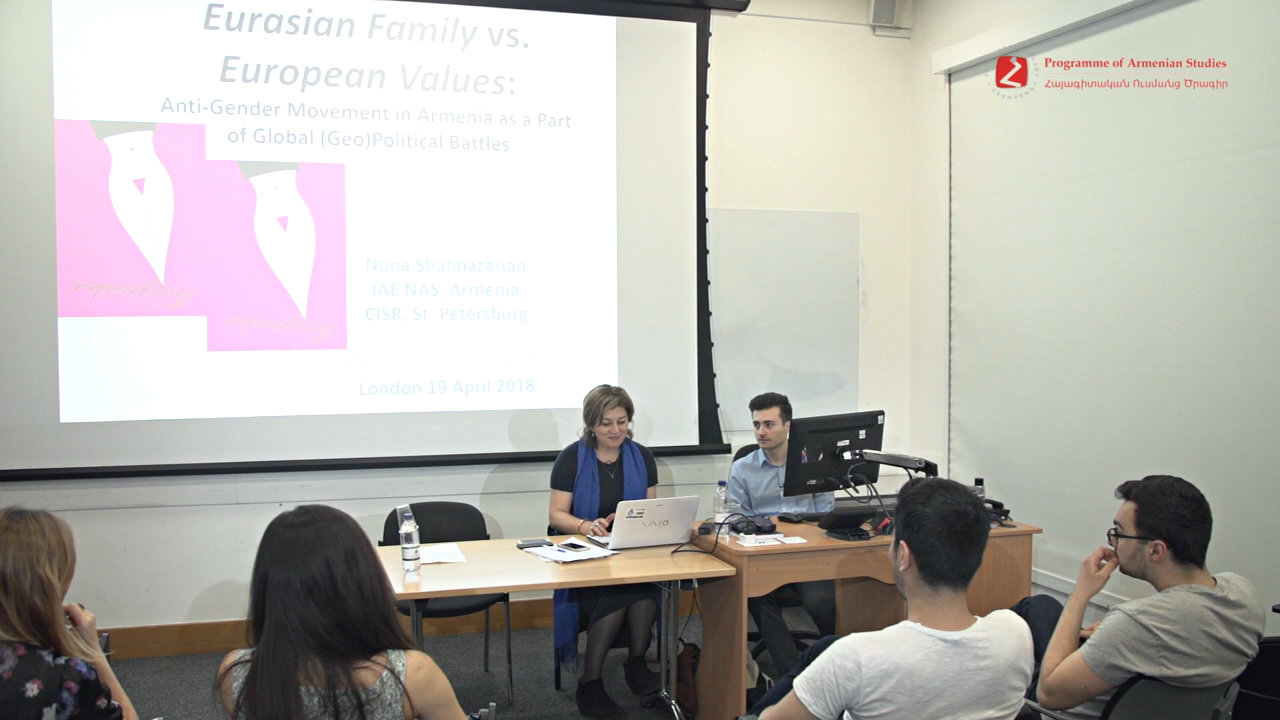 Eurasian Family vs.
European Values:
Anti-Gender Movement in Armenia as a Part
of Global (Geo)Political Battles
Nona Shahnazarian
IAE NAS, Armenia;
CISR, St. Petersburg
London 19 April 2018
Programme of Armenian Studies
Հայագիտական Ուսմանց Ծրագիր
VAIO